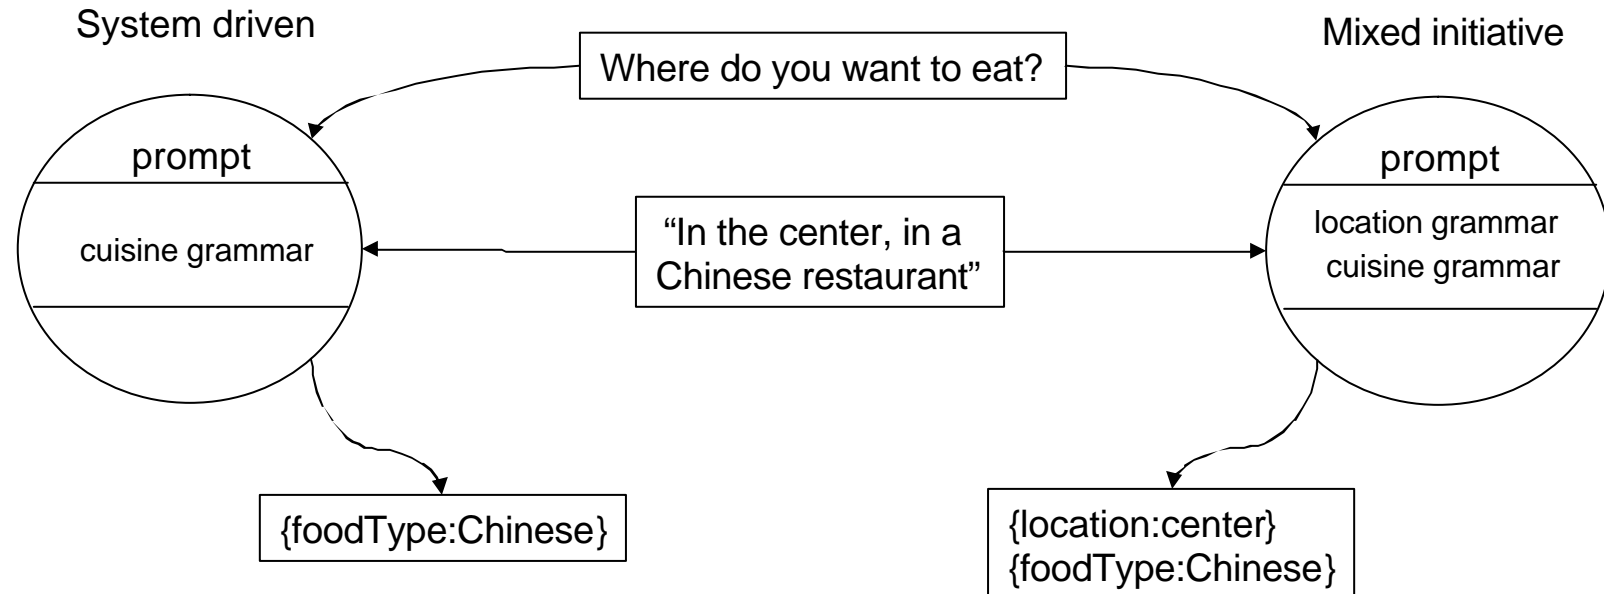 System driven
Where do you want to eat?
Mixed initiative
prompt
cuisine grammar
“In the center, in a
Chinese restaurant”
prompt
location grammar
cuisine grammar
{foodType:Chinese}
{location:center}
{foodType:Chinese}